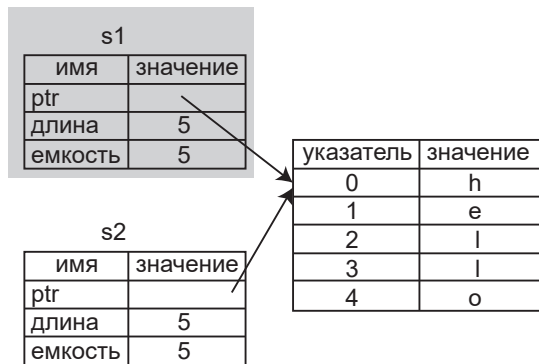 s1
имя значение
ptr
длина 5
емкость 5
s2
имя значение
ptr
длина 5
емкость 5
указатель значение
0 h
1 e
2 l
3 l
4 o